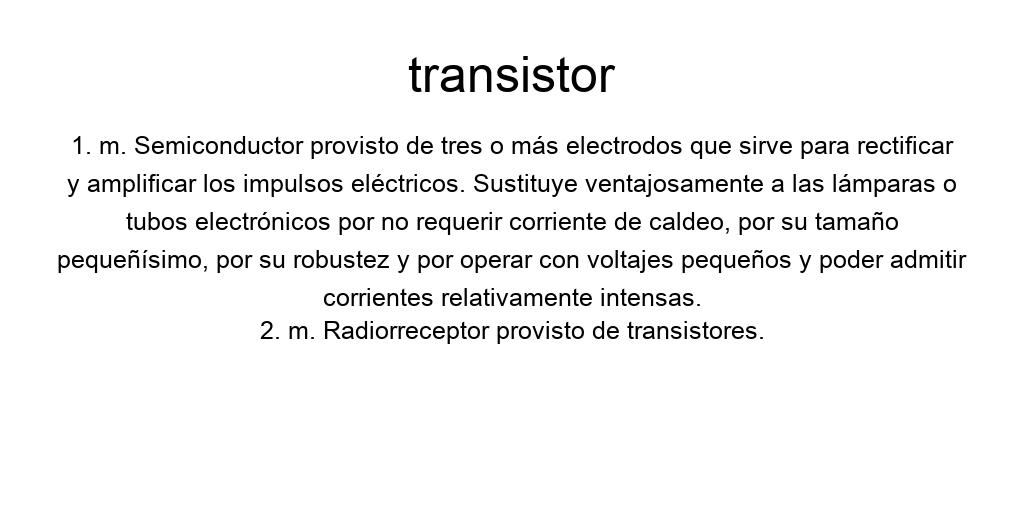 transistor
1. m. Semiconductor provisto de tres o más electrodos que sirve para rectificar
y amplificar los impulsos eléctricos. Sustituye ventajosamente a las lámparas o
tubos electrónicos por no requerir corriente de caldeo, por su tamaño
pequeñísimo, por su robustez y por operar con voltajes pequeños y poder admitir
corrientes relativamente intensas.
2. m. Radiorreceptor provisto de transistores.